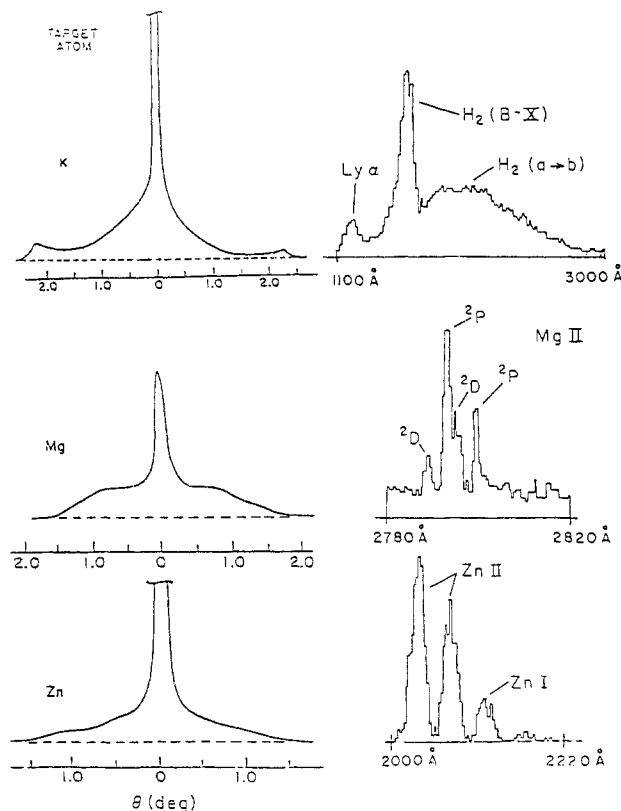 TARGET
ATOM
K
2.0 1.0 0 1.0 2.0
Ly α
H₂ (B-X̄)
H₂ (a→b)
1100 Å 3000 Å
Mg
2.0 1.0 0 1.0 2.0
Mg II
²D
²P
²D
²P
2780 Å 2820 Å
Zn
1.0 0 1.0
θ (deg)
Zn II
Zn I
2000 Å 2220 Å